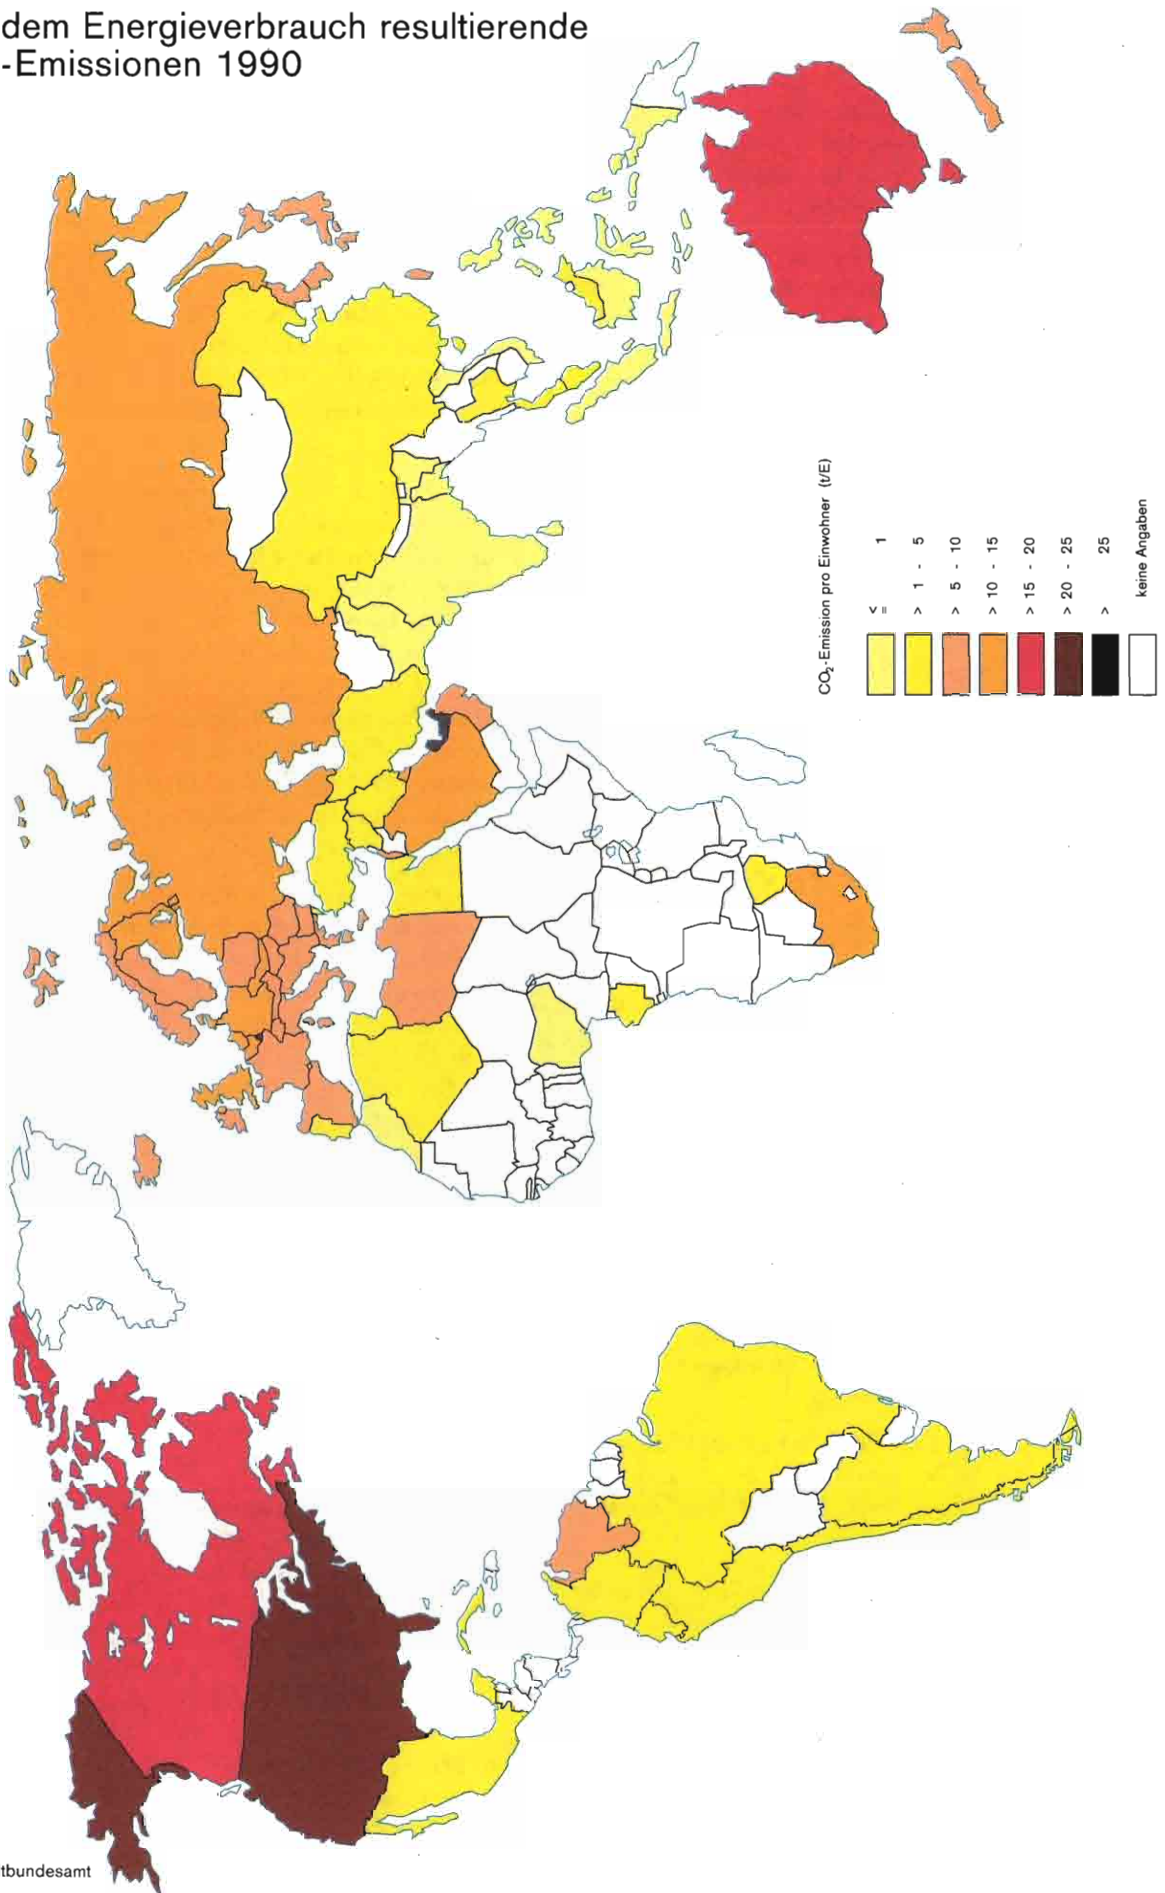 dem Energieverbrauch resultierende
-Emissionen 1990
CO₂-Emission pro Einwohner (t/E)
≦ 1
> 1 - 5
> 5 - 10
> 10 - 15
> 15 - 20
> 20 - 25
> 25
keine Angaben
tbundesamt